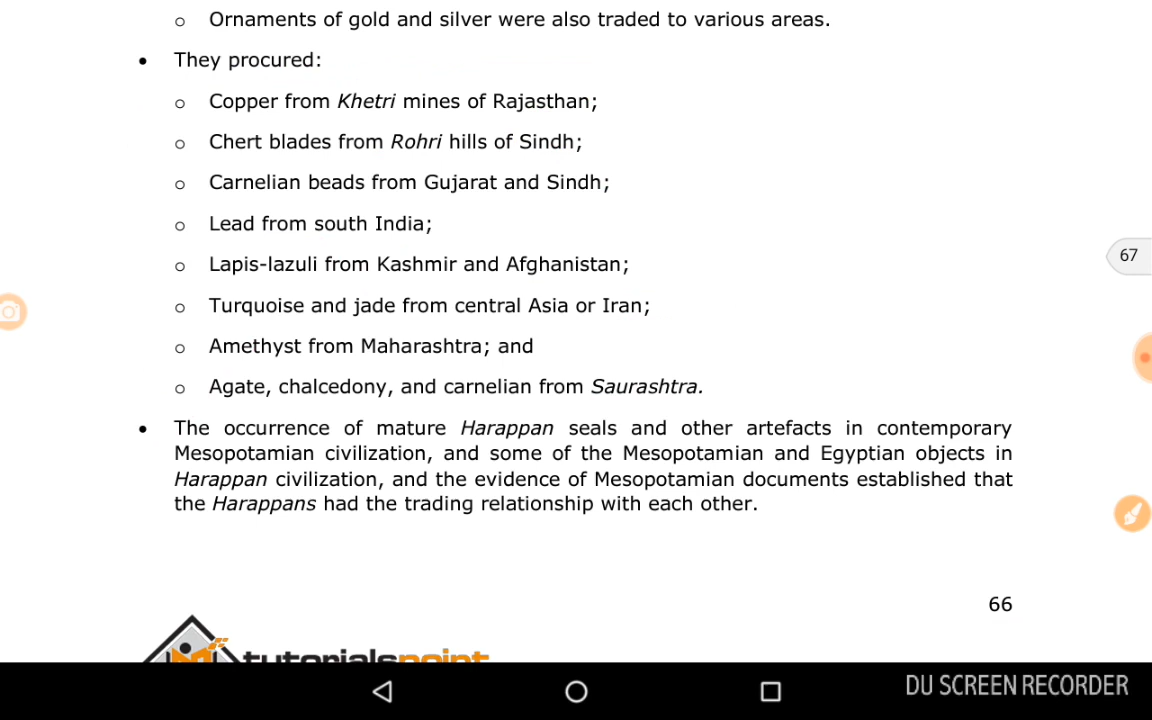 o Ornaments of gold and silver were also traded to various areas.
• They procured:
o Copper from Khetri mines of Rajasthan;
o Chert blades from Rohri hills of Sindh;
o Carnelian beads from Gujarat and Sindh;
o Lead from south India;
o Lapis-lazuli from Kashmir and Afghanistan;
o Turquoise and jade from central Asia or Iran;
o Amethyst from Maharashtra; and
o Agate, chalcedony, and carnelian from Saurashtra.
• The occurrence of mature Harappan seals and other artefacts in contemporary
Mesopotamian civilization, and some of the Mesopotamian and Egyptian objects in
Harappan civilization, and the evidence of Mesopotamian documents established that
the Harappans had the trading relationship with each other.
67
66
tutorialspoint
DU SCREEN RECORDER